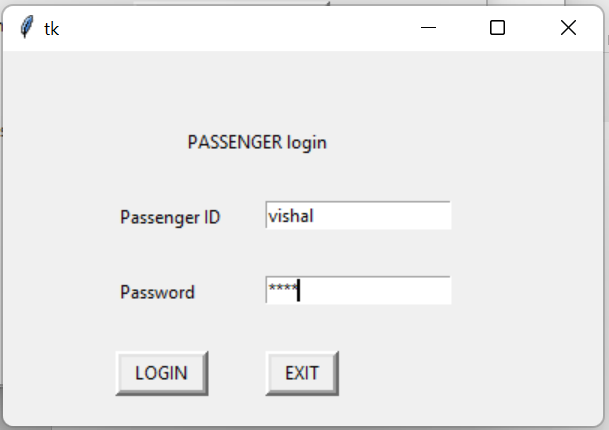 tk
PASSENGER login
Passenger ID vishal
Password ****
LOGIN EXIT